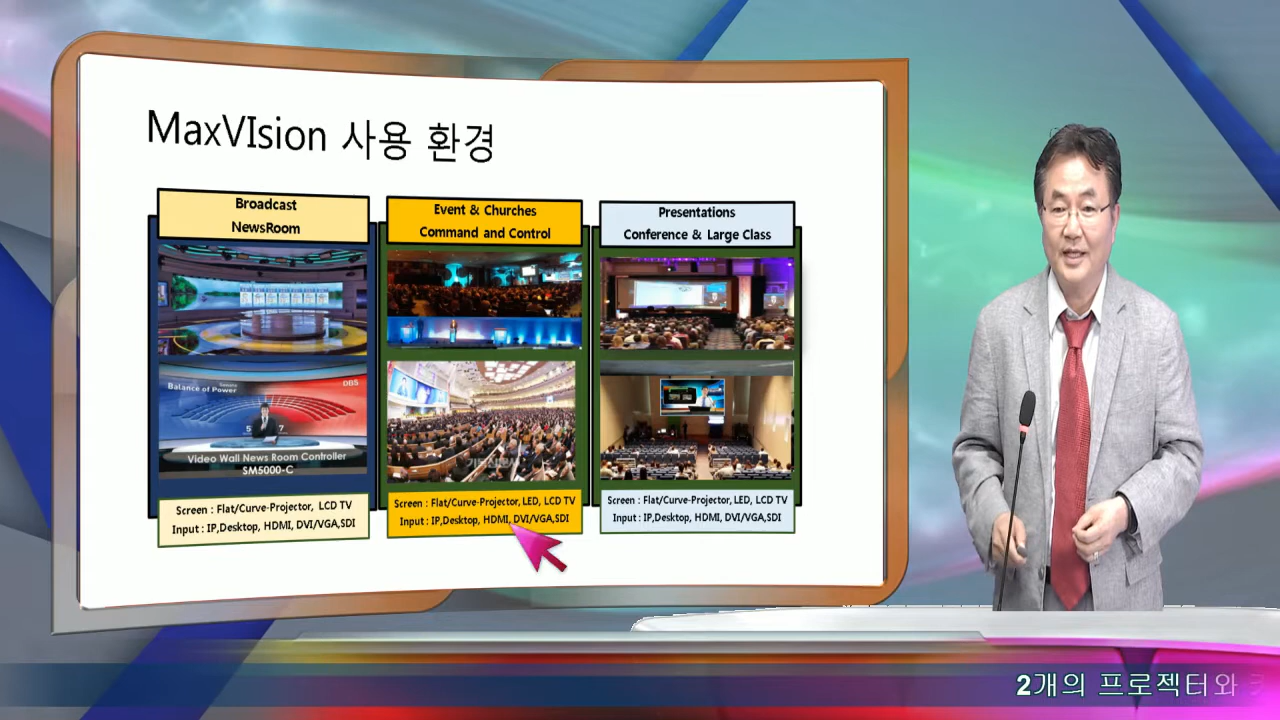 MaxVIsion 사용 환경
Broadcast
NewsRoom
Event & Churches
Command and Control
Presentations
Conference & Large Class
Balance of Power
Senate
DBS
5
7
Video Wall News Room Controller
SM5000-C
Screen : Flat/Curve-Projector, LCD TV
Input : IP,Desktop, HDMI, DVI/VGA,SDI
Screen : Flat/Curve-Projector, LED, LCD TV
Input : IP,Desktop, HDMI, DVI/VGA,SDI
Screen : Flat/Curve-Projector, LED, LCD TV
Input : IP,Desktop, HDMI, DVI/VGA,SDI
2개의 프로젝터와